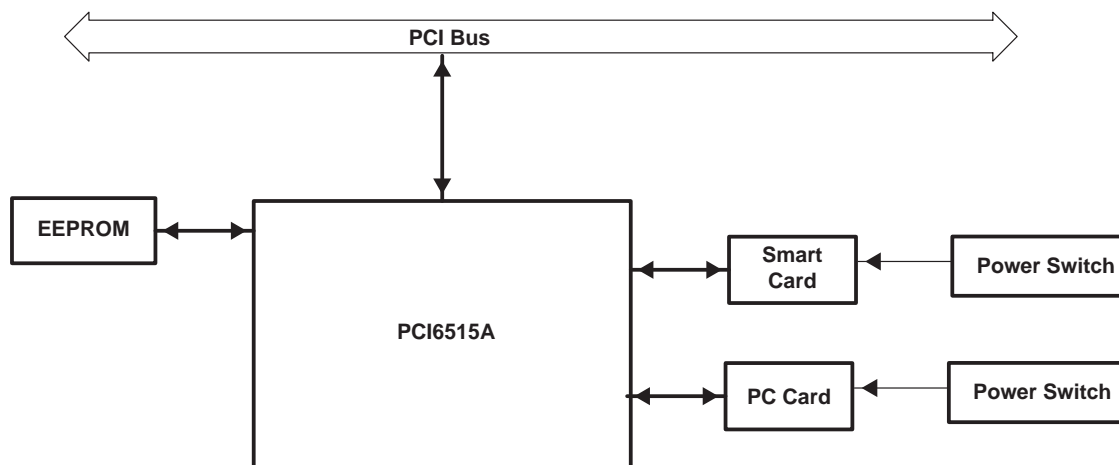 PCI Bus
EEPROM
Smart
Card
Power Switch
PCI6515A
PC Card
Power Switch